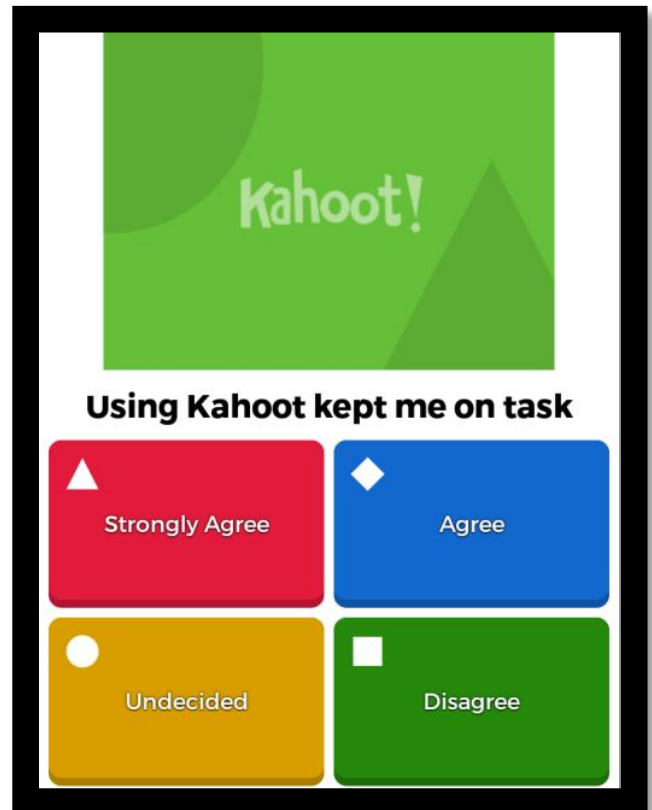 Kahoot!
Using Kahoot kept me on task
Strongly Agree
Agree
Undecided
Disagree